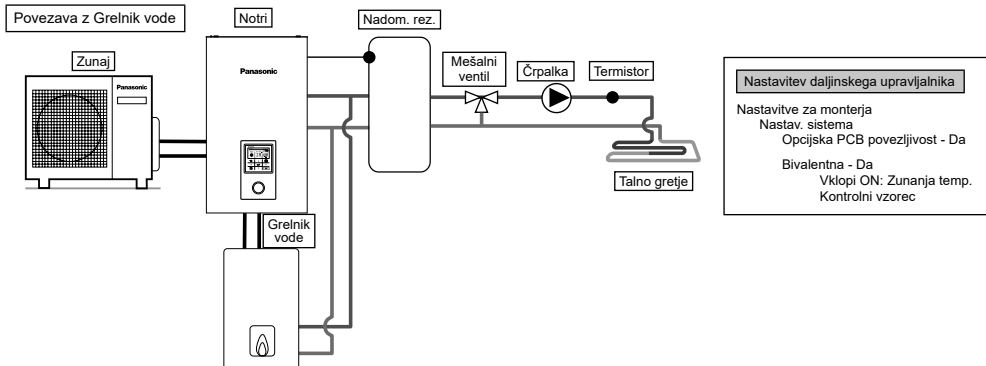 Povezava z Grelnik vode
Zunaj
Panasonic
Notri
Panasonic
Nadom. rez.
Mešalni
ventil
Črpalka
Termistor
Talno gretje
Grelnik
vode
Nastavitev daljinskega upravljalnika
Nastavitve za monterja
Nastav. sistema
Opcijska PCB povezljivost - Da
Bivalentna - Da
Vklopi ON: Zunanja temp.
Kontrolni vzorec